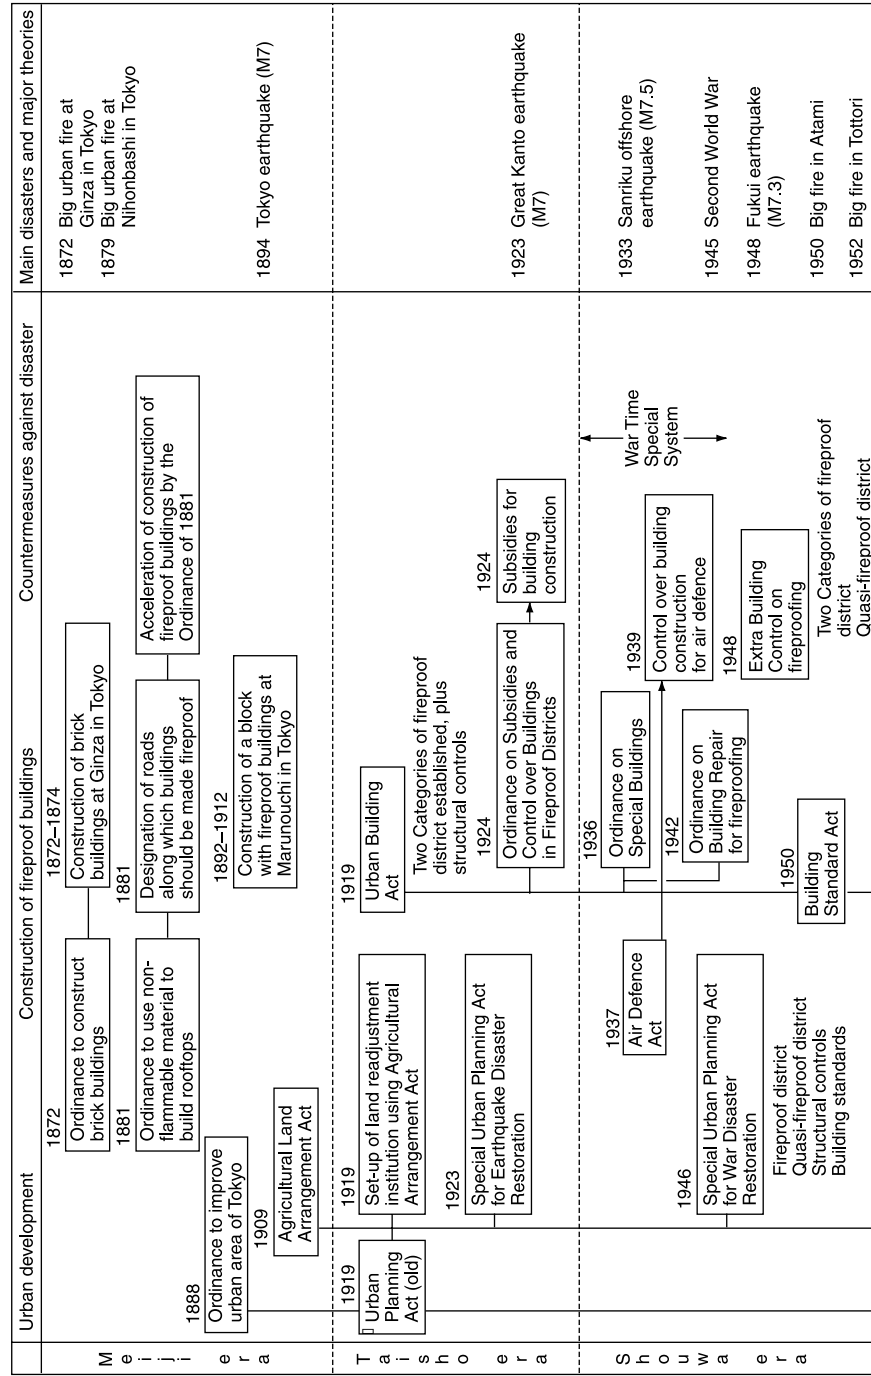 Urban development
Construction of fireproof buildings
Countermeasures against disaster
Main disasters and major theories
Meiji era
1872
Ordinance to construct
brick buildings
1872–1874
Construction of brick
buildings at Ginza in Tokyo
1872 Big urban fire at
Ginza in Tokyo
1879 Big urban fire at
Nihonbashi in Tokyo
1881
Ordinance to use non-
flammable material to
build rooftops
1881
Designation of roads
along which buildings
should be made fireproof
Acceleration of construction of
fireproof buildings by the
Ordinance of 1881
1888
Ordinance to improve
urban area of Tokyo
1892–1912
Construction of a block
with fireproof buildings at
Marunouchi in Tokyo
1894 Tokyo earthquake (M7)
1909
Agricultural Land
Arrangement Act
Taisho era
1919
Urban
Planning
Act (old)
1919
Set-up of land readjustment
institution using Agricultural
Arrangement Act
1919
Urban Building
Act
Two Categories of fireproof
district established, plus
structural controls
1923
Special Urban Planning Act
for Earthquake Disaster
Restoration
1924
Ordinance on Subsidies and
Control over Buildings
in Fireproof Districts
1924
Subsidies for
building
construction
1923 Great Kanto earthquake
(M7)
Shouwa era
1936
Ordinance on
Special Buildings
War Time
Special
System
1933 Sanriku offshore
earthquake (M7.5)
1937
Air Defence
Act
1939
Control over building
construction
for air defence
1942
Ordinance on
Building Repair
for fireproofing
1945 Second World War
1946
Special Urban Planning Act
for War Disaster
Restoration
1948
Extra Building
Control on
fireproofing
1948 Fukui earthquake
(M7.3)
Fireproof district
Quasi-fireproof district
Structural controls
Building standards
1950
Building
Standard Act
Two Categories of fireproof
district
Quasi-fireproof district
1950 Big fire in Atami
1952 Big fire in Tottori